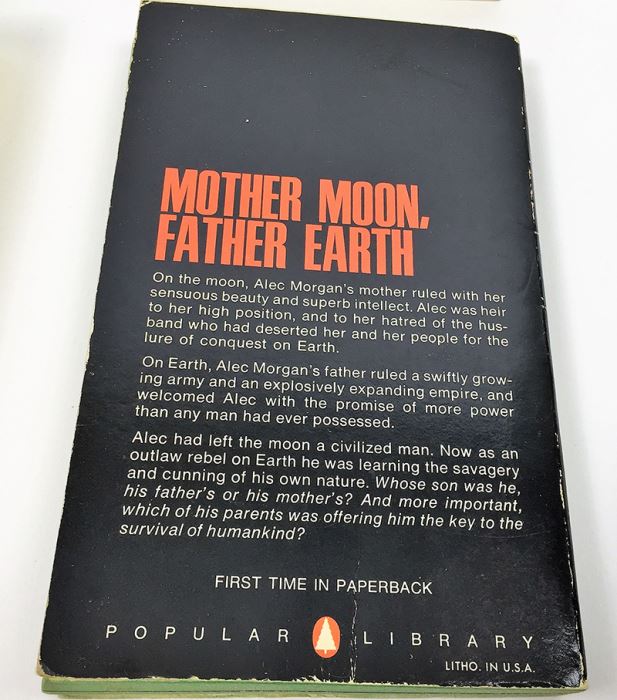 MOTHER MOON,
FATHER EARTH
On the moon, Alec Morgan's mother ruled with her
sensuous beauty and superb intellect. Alec was heir
to her high position, and to her hatred of the hus-
band who had deserted her and her people for the
lure of conquest on Earth.
On Earth, Alec Morgan's father ruled a swiftly grow-
ing army and an explosively expanding empire, and
welcomed Alec with the promise of more power
than any man had ever possessed.
Alec had left the moon a civilized man. Now as an
outlaw rebel on Earth he was learning the savagery
and cunning of his own nature. Whose son was he,
his father's or his mother's? And more important,
which of his parents was offering him the key to the
survival of humankind?
FIRST TIME IN PAPERBACK
POPULAR LIBRARY
LITHO. IN U.S.A.